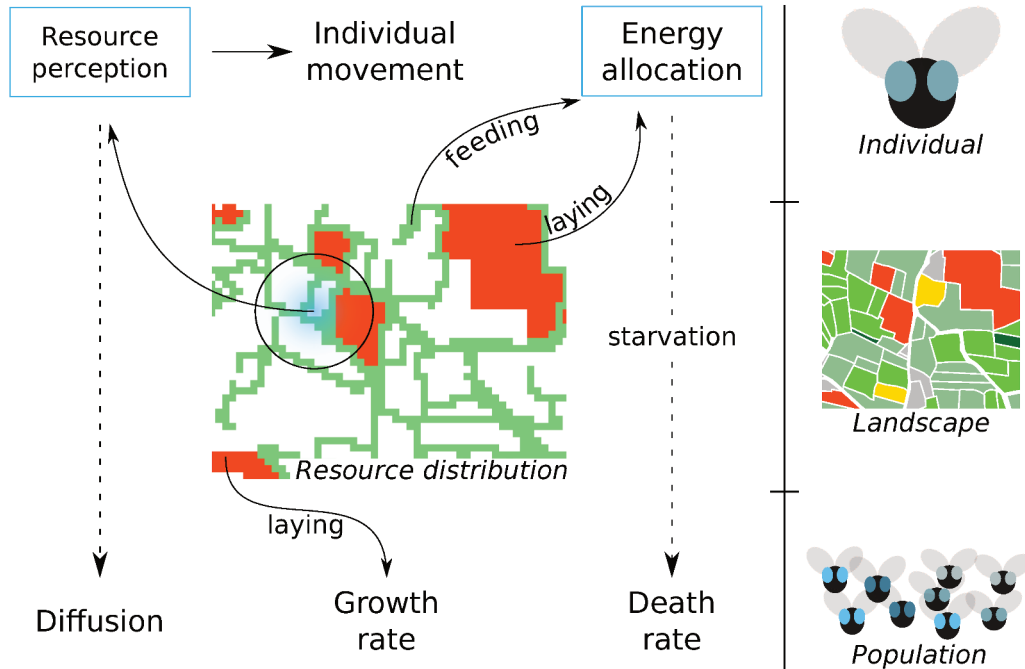 Resource
perception
Individual
movement
Energy
allocation
Individual
feeding
laying
starvation
Landscape
Resource distribution
laying
Diffusion
Growth
rate
Death
rate
Population